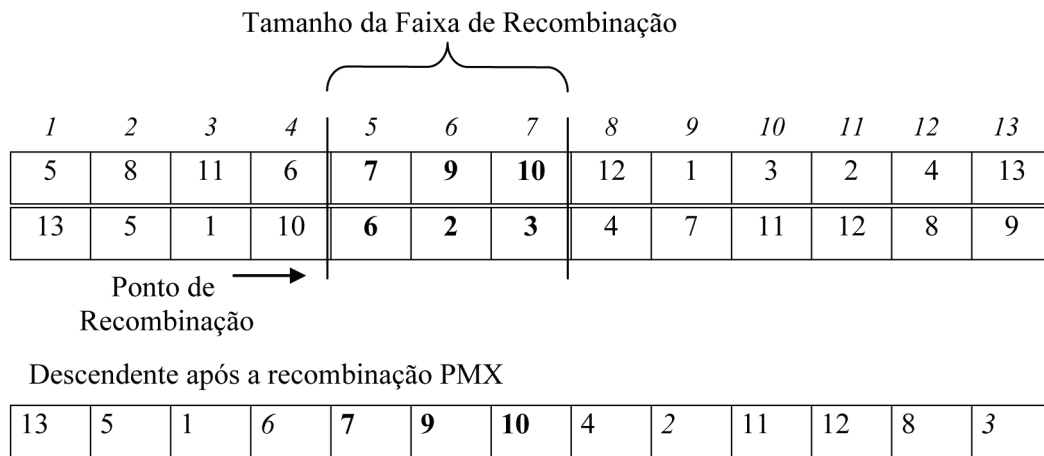 Tamanho da Faixa de Recombinação
1 2 3 4 5 6 7 8 9 10 11 12 13
5 8 11 6 7 9 10 12 1 3 2 4 13
13 5 1 10 6 2 3 4 7 11 12 8 9
Ponto de
Recombinação
Descendente após a recombinação PMX
13 5 1 6 7 9 10 4 2 11 12 8 3